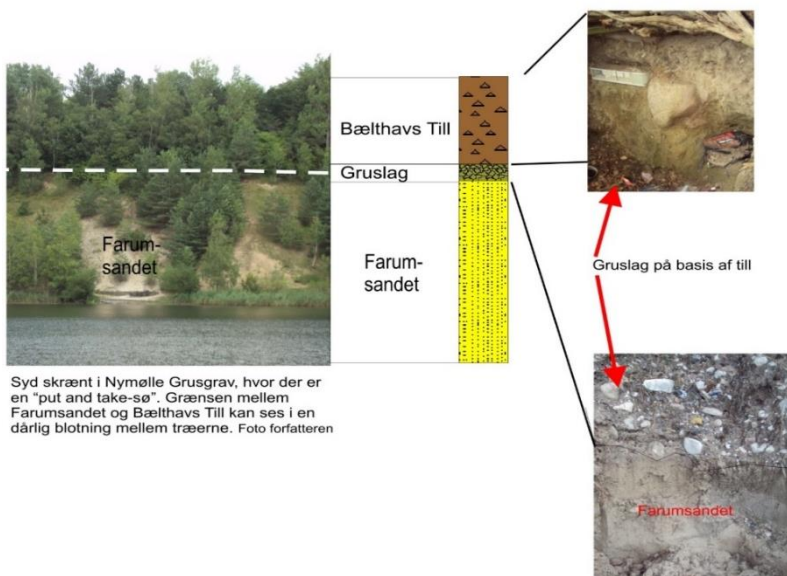 Farum-
sandet
Bælthavs Till
Gruslag
Farum-
sandet
Gruslag på basis af till
Farumsandet
Syd skrænt i Nymølle Grusgrav, hvor der er
en “put and take-sø”. Grænsen mellem
Farumsandet og Bælthavs Till kan ses i en
dårlig blotning mellem træerne. Foto forfatteren